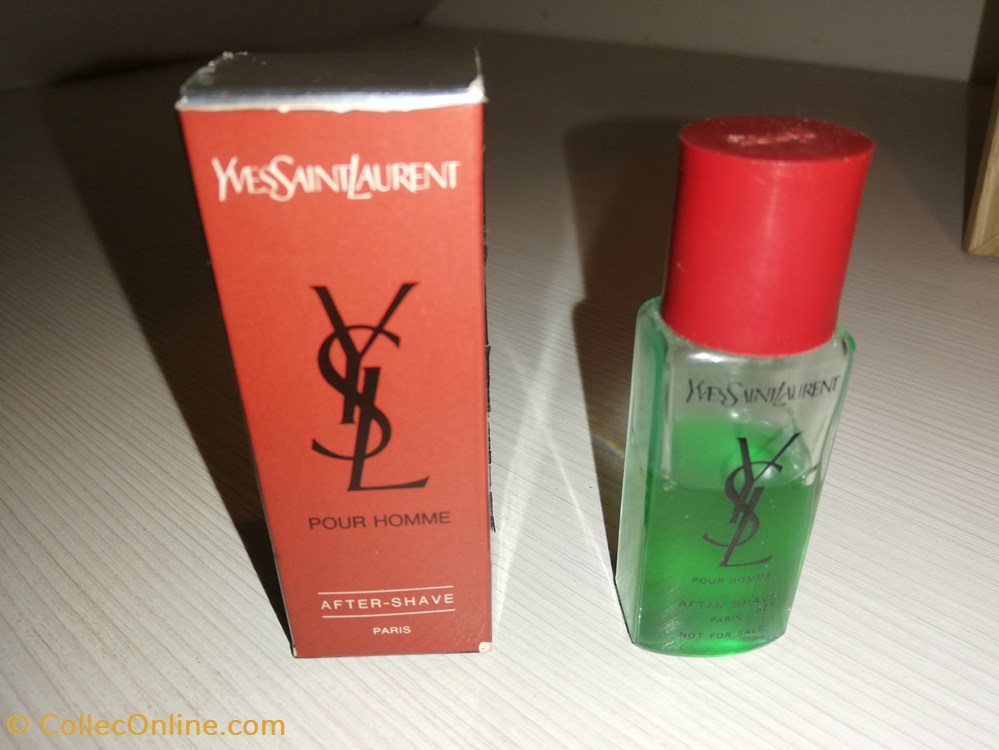 YVESSAINTLAURENT
YSL
POUR HOMME
AFTER-SHAVE
PARIS
YVESSAINTLAURENT
YSL
POUR HOMME
AFTER SHAVE
PARIS
NOT FOR SALE
© CollecOnline.com